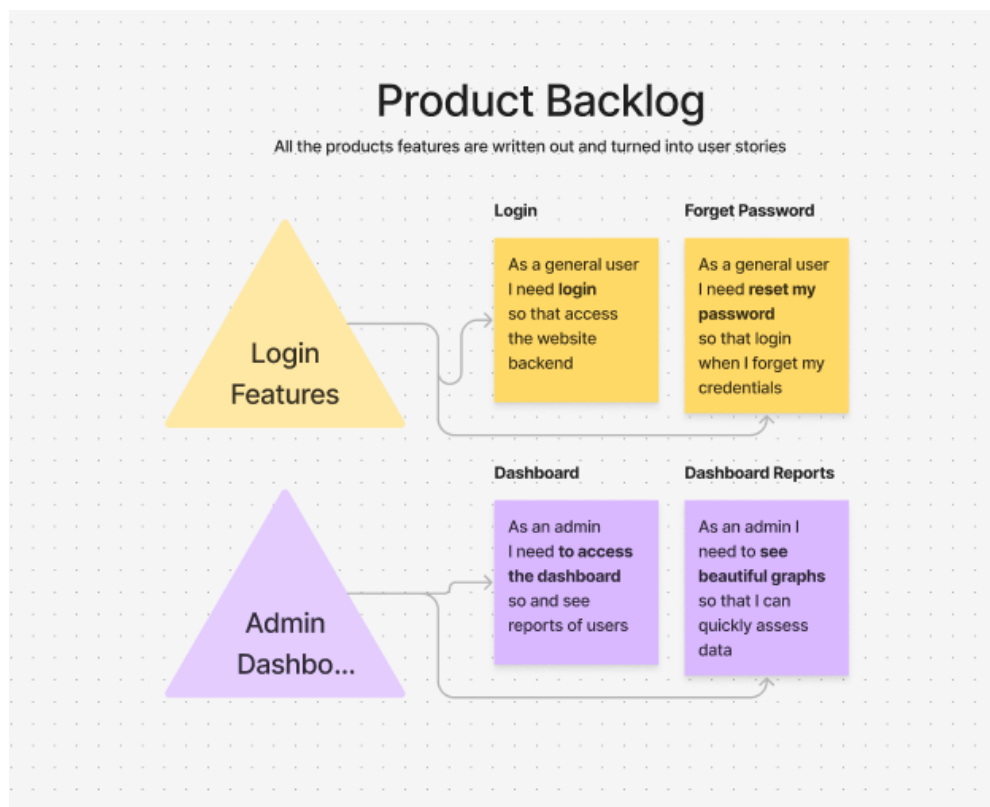 Product Backlog
All the products features are written out and turned into user stories
Login
Features
Login
As a general user
I need login
so that access
the website
backend
Forget Password
As a general user
I need reset my
password
so that login
when I forget my
credentials
Admin
Dashbo...
Dashboard
As an admin
I need to access
the dashboard
so and see
reports of users
Dashboard Reports
As an admin I
need to see
beautiful graphs
so that I can
quickly assess
data